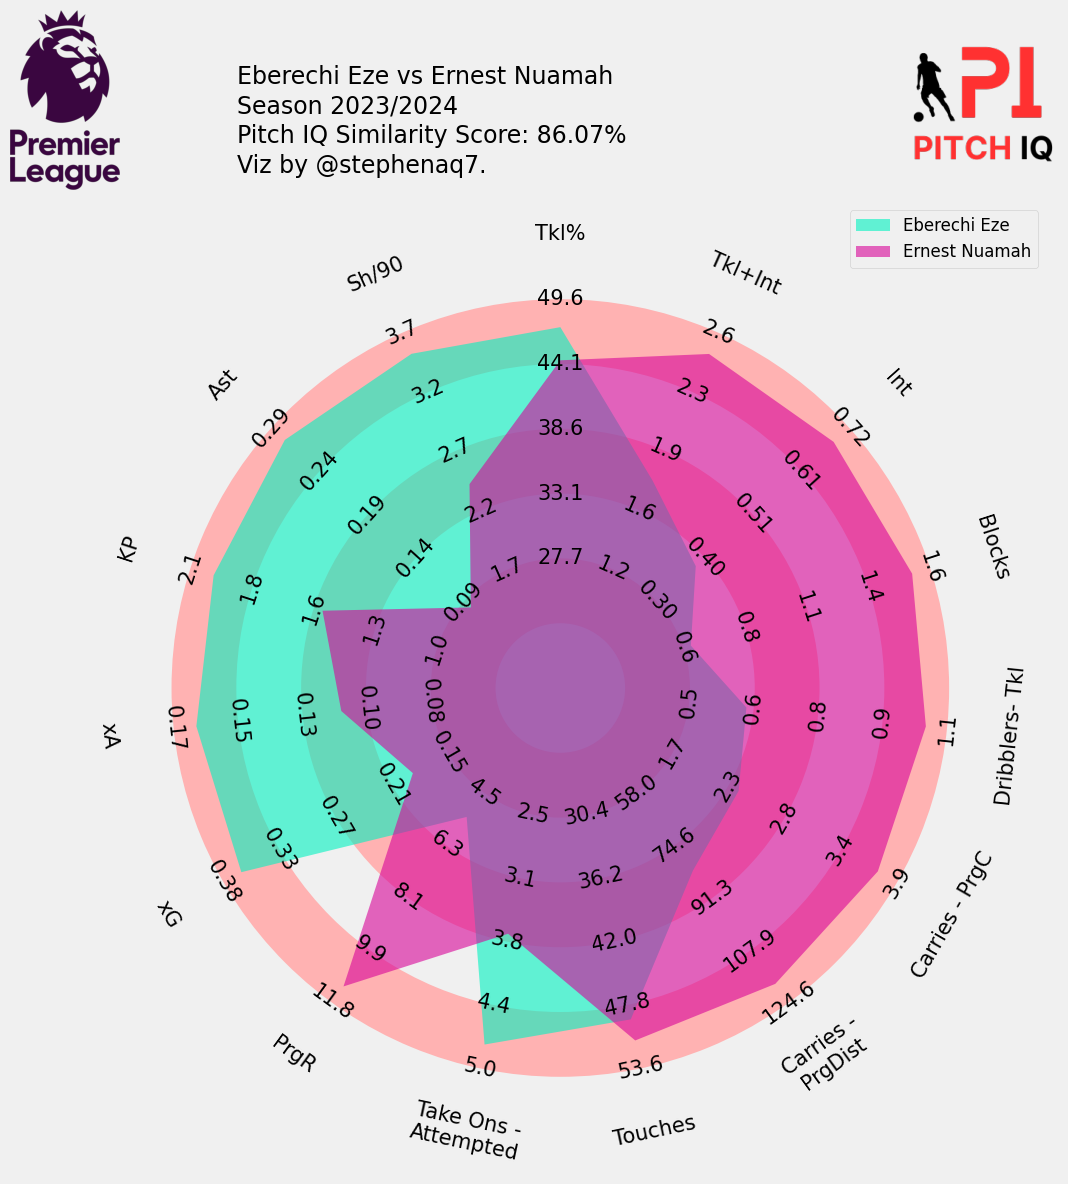 Premier
League
Eberechi Eze vs Ernest Nuamah
Season 2023/2024
Pitch IQ Similarity Score: 86.07%
Viz by @stephenaq7.
PI
PITCH IQ
Eberechi Eze
Ernest Nuamah
Tkl%
49.6
44.1
38.6
33.1
27.7
Tkl+Int
2.6
2.3
1.9
1.6
1.2
Int
0.72
0.61
0.51
0.40
0.30
Blocks
1.6
1.4
1.1
0.8
0.6
Dribblers- Tkl
1.1
0.9
0.8
0.6
0.5
Carries - PrgC
3.9
3.4
2.8
2.3
1.7
Carries -
PrgDist
124.6
107.9
91.3
74.6
58.0
Touches
53.6
47.8
42.0
36.2
30.4
Take Ons -
Attempted
5.0
4.4
3.8
3.1
2.5
PrgR
11.8
9.9
8.1
6.3
4.5
xG
0.38
0.33
0.27
0.21
0.15
xA
0.17
0.15
0.13
0.10
0.08
KP
2.1
1.8
1.6
1.3
1.0
Ast
0.29
0.24
0.19
0.14
0.09
Sh/90
3.7
3.2
2.7
2.2
1.7